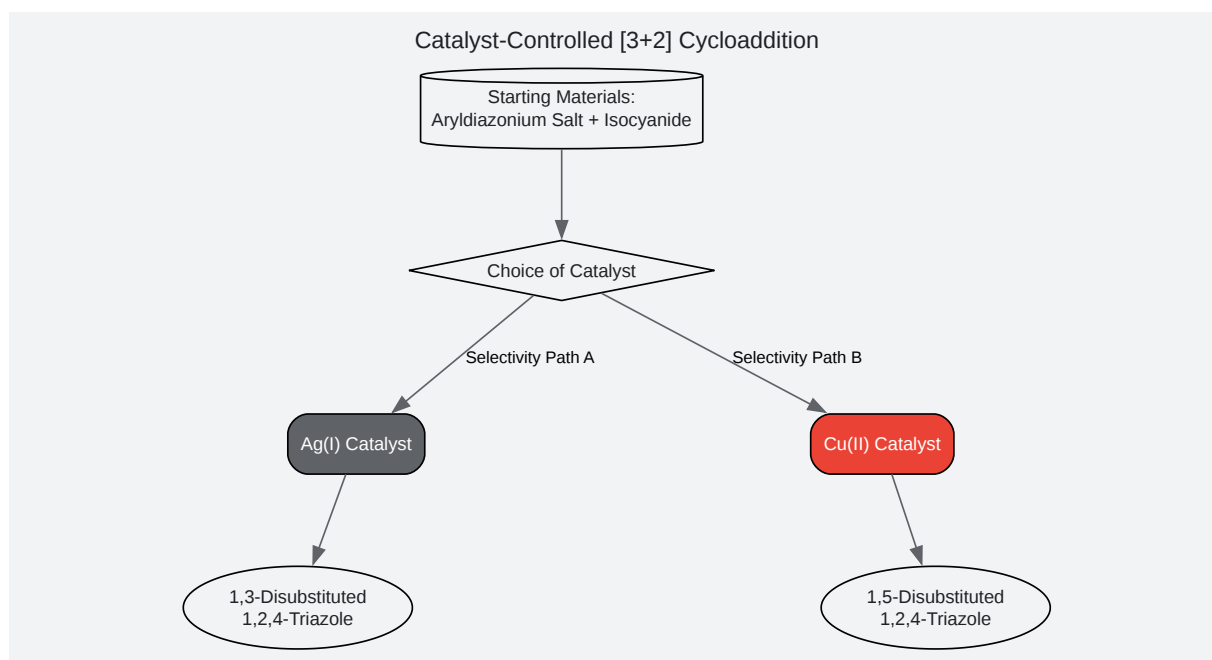 Catalyst-Controlled [3+2] Cycloaddition
Starting Materials:
Aryldiazonium Salt + Isocyanide
Choice of Catalyst
Selectivity Path A
Selectivity Path B
Ag(I) Catalyst
Cu(II) Catalyst
1,3-Disubstituted
1,2,4-Triazole
1,5-Disubstituted
1,2,4-Triazole